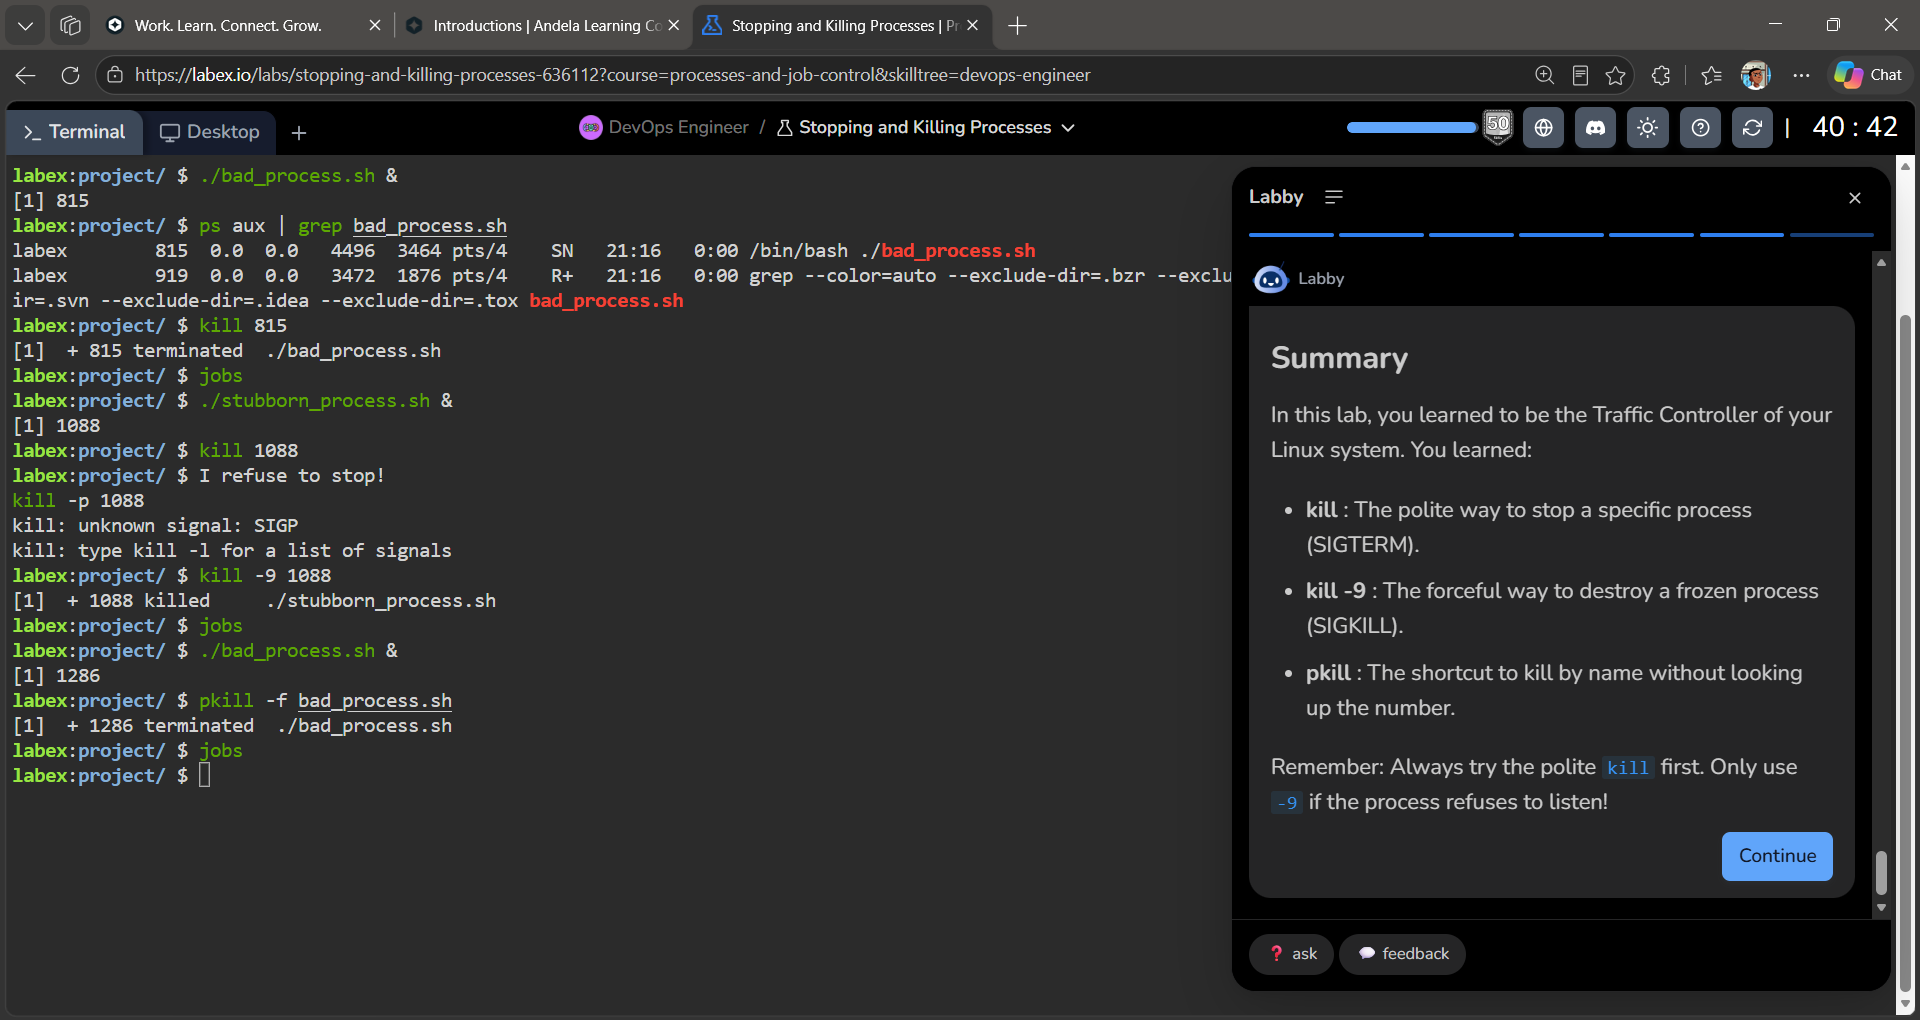 Work. Learn. Connect. Grow.
Introductions | Andela Learning Co
Stopping and Killing Processes | Pr
https://labex.io/labs/stopping-and-killing-processes-636112?course=processes-and-job-control&skilltree=devops-engineer
Chat
>_ Terminal
Desktop
DevOps Engineer / Stopping and Killing Processes
50
| 40 : 42
labex:project/ $ ./bad_process.sh &
[1] 815
labex:project/ $ ps aux | grep bad_process.sh
labex 815 0.0 0.0 4496 3464 pts/4 SN 21:16 0:00 /bin/bash ./bad_process.sh
labex 919 0.0 0.0 3472 1876 pts/4 R+ 21:16 0:00 grep --color=auto --exclude-dir=.bzr --exclu
ir=.svn --exclude-dir=.idea --exclude-dir=.tox bad_process.sh
labex:project/ $ kill 815
[1] + 815 terminated ./bad_process.sh
labex:project/ $ jobs
labex:project/ $ ./stubborn_process.sh &
[1] 1088
labex:project/ $ kill 1088
labex:project/ $ I refuse to stop!
kill -p 1088
kill: unknown signal: SIGP
kill: type kill -l for a list of signals
labex:project/ $ kill -9 1088
[1] + 1088 killed ./stubborn_process.sh
labex:project/ $ jobs
labex:project/ $ ./bad_process.sh &
[1] 1286
labex:project/ $ pkill -f bad_process.sh
[1] + 1286 terminated ./bad_process.sh
labex:project/ $ jobs
labex:project/ $
Labby
Labby
Summary
In this lab, you learned to be the Traffic Controller of your
Linux system. You learned:
• kill : The polite way to stop a specific process
(SIGTERM).
• kill -9 : The forceful way to destroy a frozen process
(SIGKILL).
• pkill : The shortcut to kill by name without looking
up the number.
Remember: Always try the polite kill first. Only use
-9 if the process refuses to listen!
Continue
ask
feedback